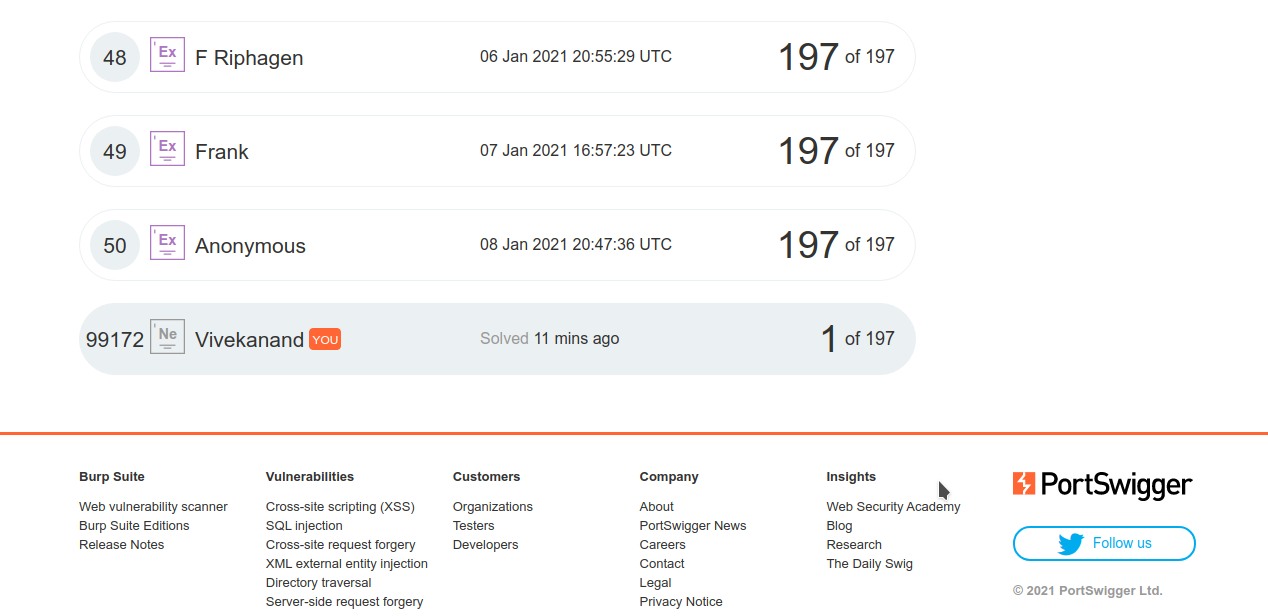 48 Ex F Riphagen 06 Jan 2021 20:55:29 UTC 197 of 197
49 Ex Frank 07 Jan 2021 16:57:23 UTC 197 of 197
50 Ex Anonymous 08 Jan 2021 20:47:36 UTC 197 of 197
99172 Ne Vivekanand YOU Solved 11 mins ago 1 of 197
Burp Suite
Web vulnerability scanner
Burp Suite Editions
Release Notes
Vulnerabilities
Cross-site scripting (XSS)
SQL injection
Cross-site request forgery
XML external entity injection
Directory traversal
Server-side request forgery
Customers
Organizations
Testers
Developers
Company
About
PortSwigger News
Careers
Contact
Legal
Privacy Notice
Insights
Web Security Academy
Blog
Research
The Daily Swig
PortSwigger
Follow us
© 2021 PortSwigger Ltd.